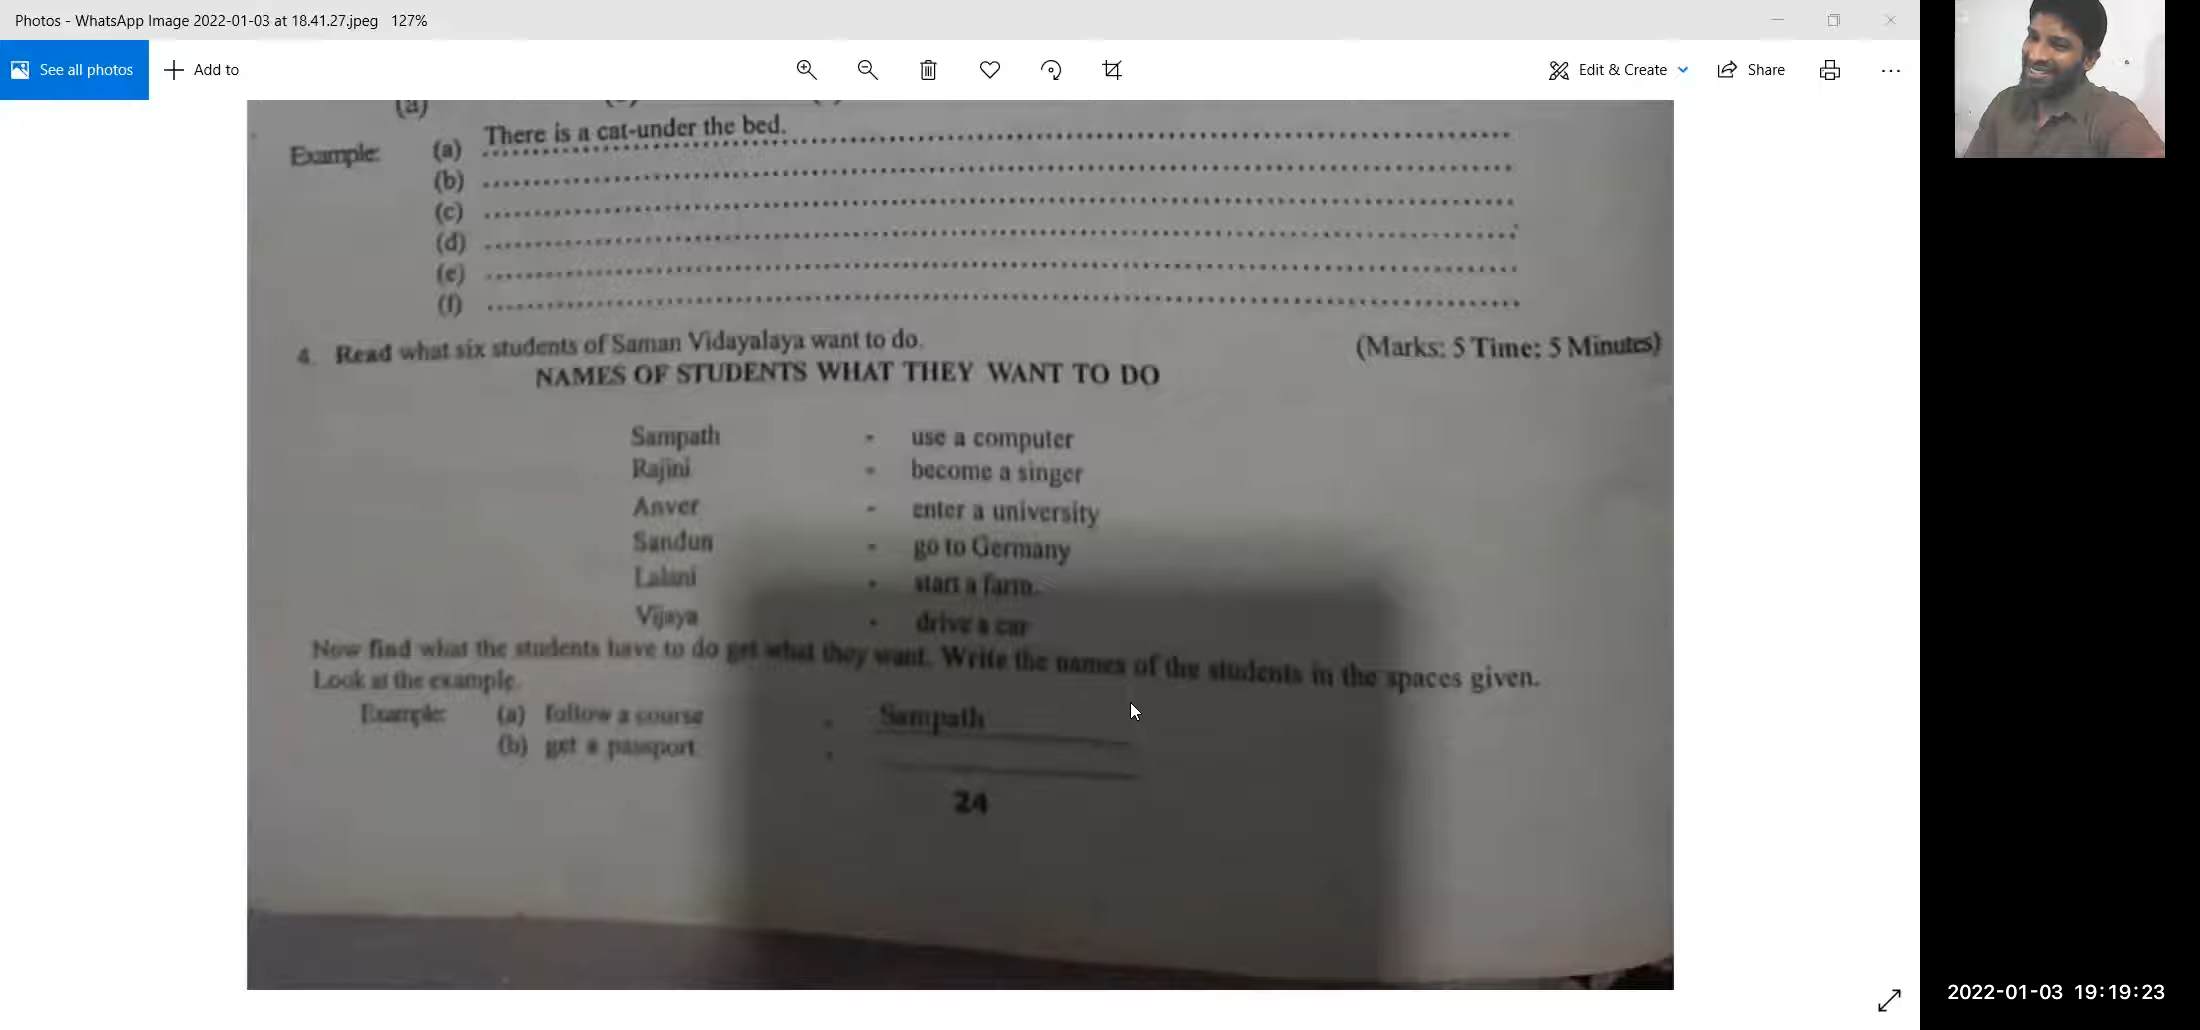 Photos - WhatsApp Image 2022-01-03 at 18.41.27.jpeg 127%
See all photos
Add to
Edit & Create
Share
(a)
Example: (a) There is a cat-under the bed.
(b)
(c)
(d)
(e)
(f)
4. Read what six students of Saman Vidayalaya want to do. (Marks: 5 Time: 5 Minutes)
NAMES OF STUDENTS WHAT THEY WANT TO DO
Sampath - use a computer
Rajini - become a singer
Anver - enter a university
Sandun - go to Germany
Lalani - start a farm.
Vijaya - drive a car
Now find what the students have to do get what they want. Write the names of the students in the spaces given.
Look at the example.
Example: (a) follow a course - Sampath
(b) get a passport -
24
2022-01-03 19:19:23